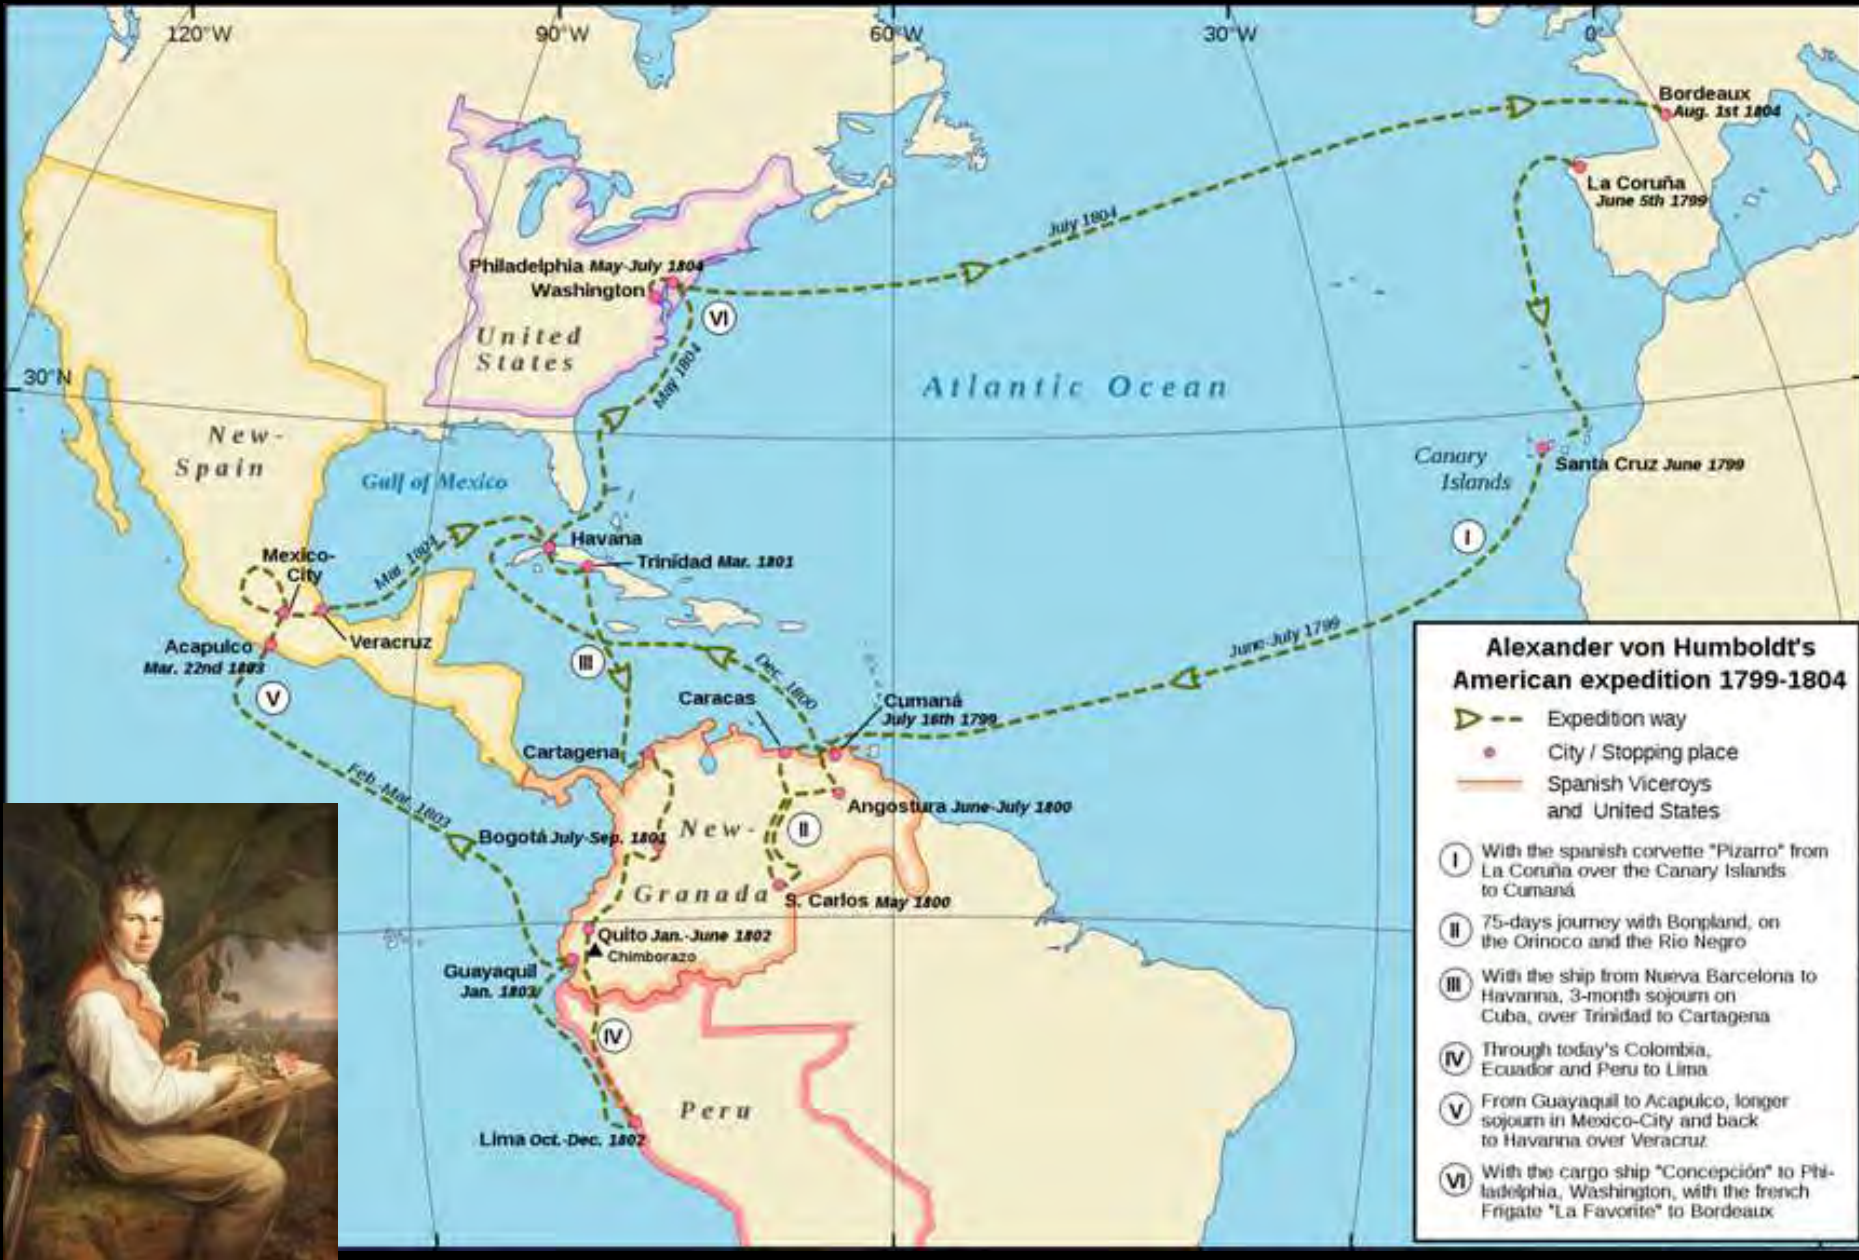 120°W
90°W
60°W
30°W
0°
Bordeaux
Aug. 1st 1804
La Coruña
June 5th 1799
July 1804
Philadelphia May-July 1804
Washington
VI
United
States
May 1804
30°N
Atlantic Ocean
New-
Spain
Gulf of Mexico
Canary
Islands
Santa Cruz June 1799
I
Havana
Trinidad Mar. 1801
Mexico-
City
Mar. 1804
Veracruz
Acapulco
Mar. 22nd 1803
V
III
Dec. 1800
June-July 1799
Caracas
Cumaná
July 16th 1799
Cartagena
Feb.-Mar. 1803
Angostura June-July 1800
Bogotá July-Sep. 1801
New-
II
Granada
S. Carlos May 1800
Quito Jan.-June 1802
Chimborazo
Guayaquil
Jan. 1803
IV
Peru
Lima Oct.-Dec. 1802
Alexander von Humboldt's
American expedition 1799-1804
Expedition way
City / Stopping place
Spanish Viceroys
and United States
I With the spanish corvette "Pizarro" from
La Coruña over the Canary Islands
to Cumaná
II 75-days journey with Bonpland, on
the Orinoco and the Rio Negro
III With the ship from Nueva Barcelona to
Havanna, 3-month sojourn on
Cuba, over Trinidad to Cartagena
IV Through today's Colombia,
Ecuador and Peru to Lima
V From Guayaquil to Acapulco, longer
sojourn in Mexico-City and back
to Havanna over Veracruz
VI With the cargo ship "Concepción" to Phi-
ladelphia, Washington, with the french
Frigate "La Favorite" to Bordeaux